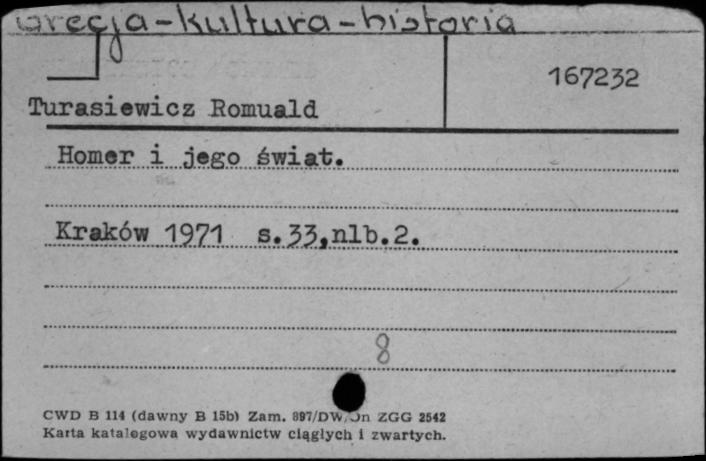 Grecja-kultura-historia
167232
Turasiewicz Romuald
Homer i jego świat.
Kraków 1971 s.33,nlb.2.
8
CWD B 114 (dawny B 15b) Zam. 897/DW/Jn ZGG 2542
Karta katalogowa wydawnictw ciągłych i zwartych.